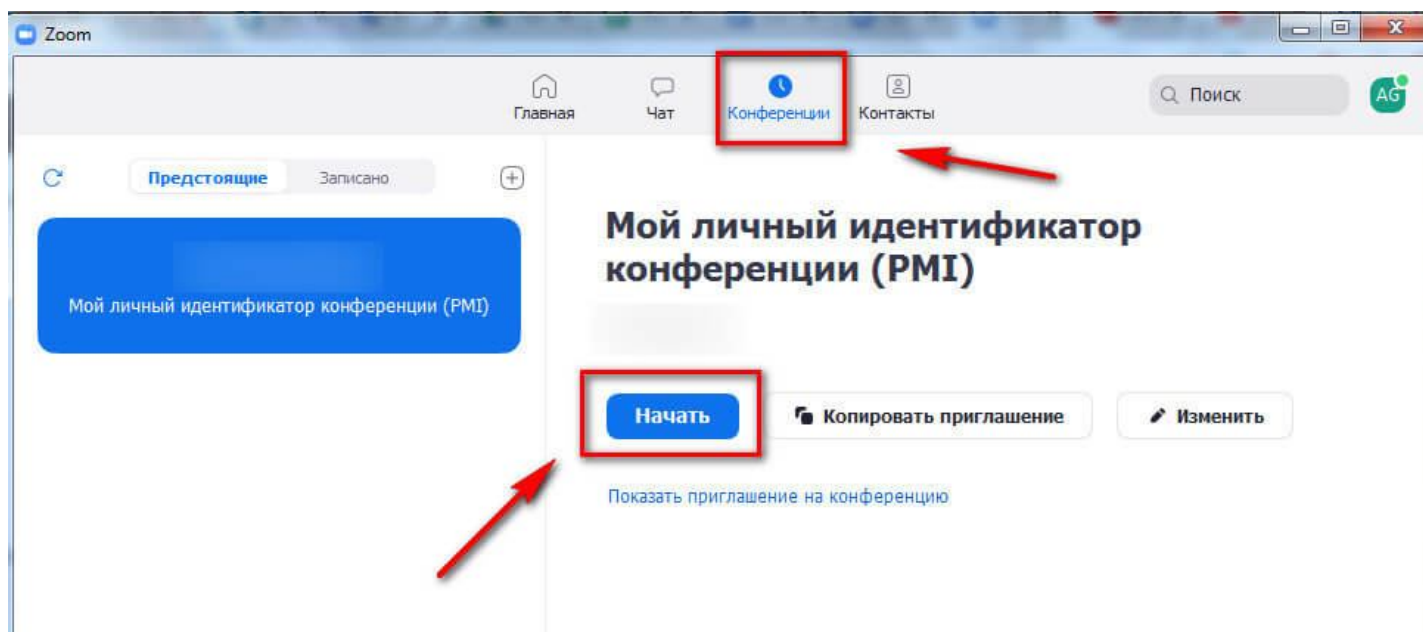 Zoom
Главная
Чат
Конференции
Контакты
Поиск
AG
Предстоящие
Записано
Мой личный идентификатор конференции (PMI)
Мой личный идентификатор
конференции (PMI)
Начать
Копировать приглашение
Изменить
Показать приглашение на конференцию